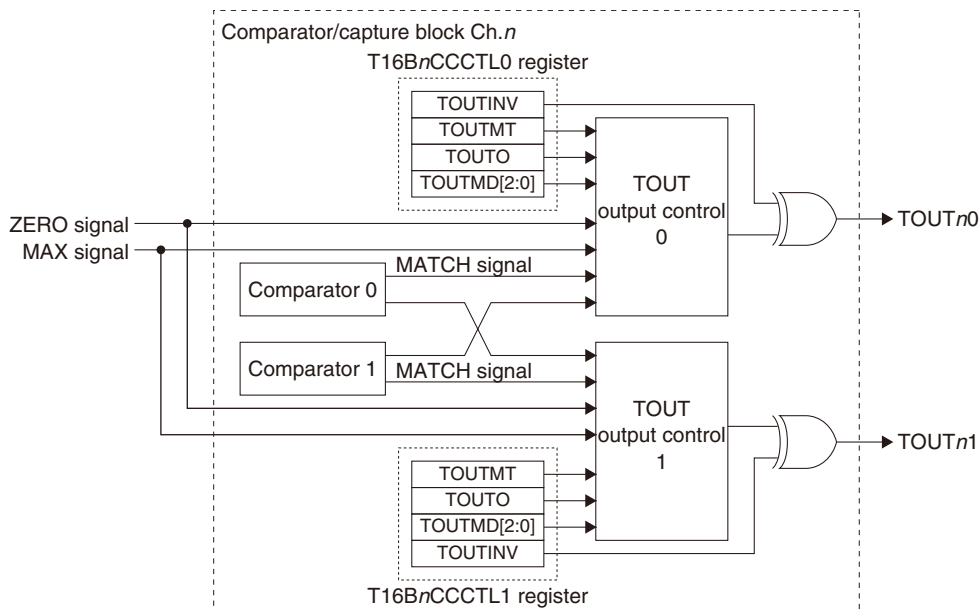 Comparator/capture block Ch.n
T16BnCCCTL0 register
TOUTINV
TOUTMT
TOUTO
TOUTMD[2:0]
TOUT
output control
0
TOUTn0
ZERO signal
MAX signal
MATCH signal
Comparator 0
Comparator 1
MATCH signal
TOUT
output control
1
TOUTn1
TOUTMT
TOUTO
TOUTMD[2:0]
TOUTINV
T16BnCCCTL1 register